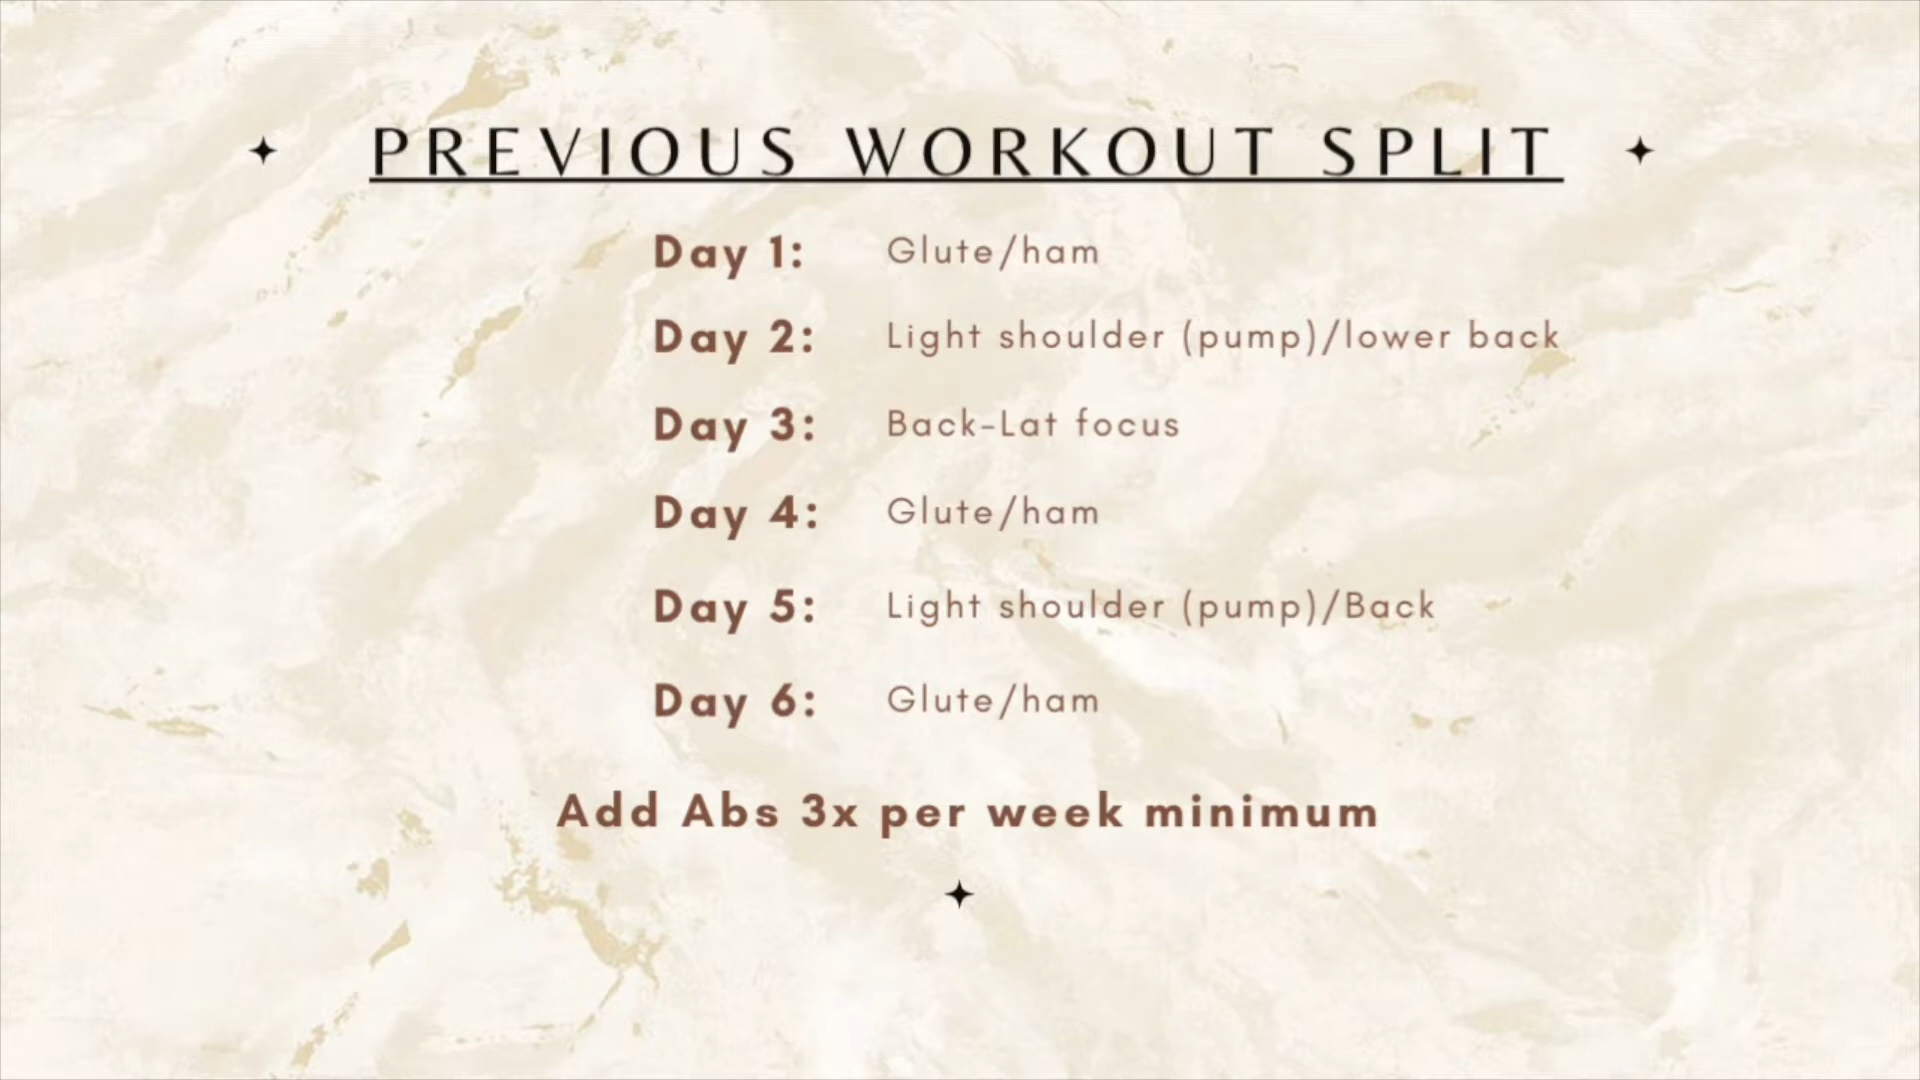 PREVIOUS WORKOUT SPLIT
Day 1: Glute/ham
Day 2: Light shoulder (pump)/lower back
Day 3: Back-Lat focus
Day 4: Glute/ham
Day 5: Light shoulder (pump)/Back
Day 6: Glute/ham
Add Abs 3x per week minimum